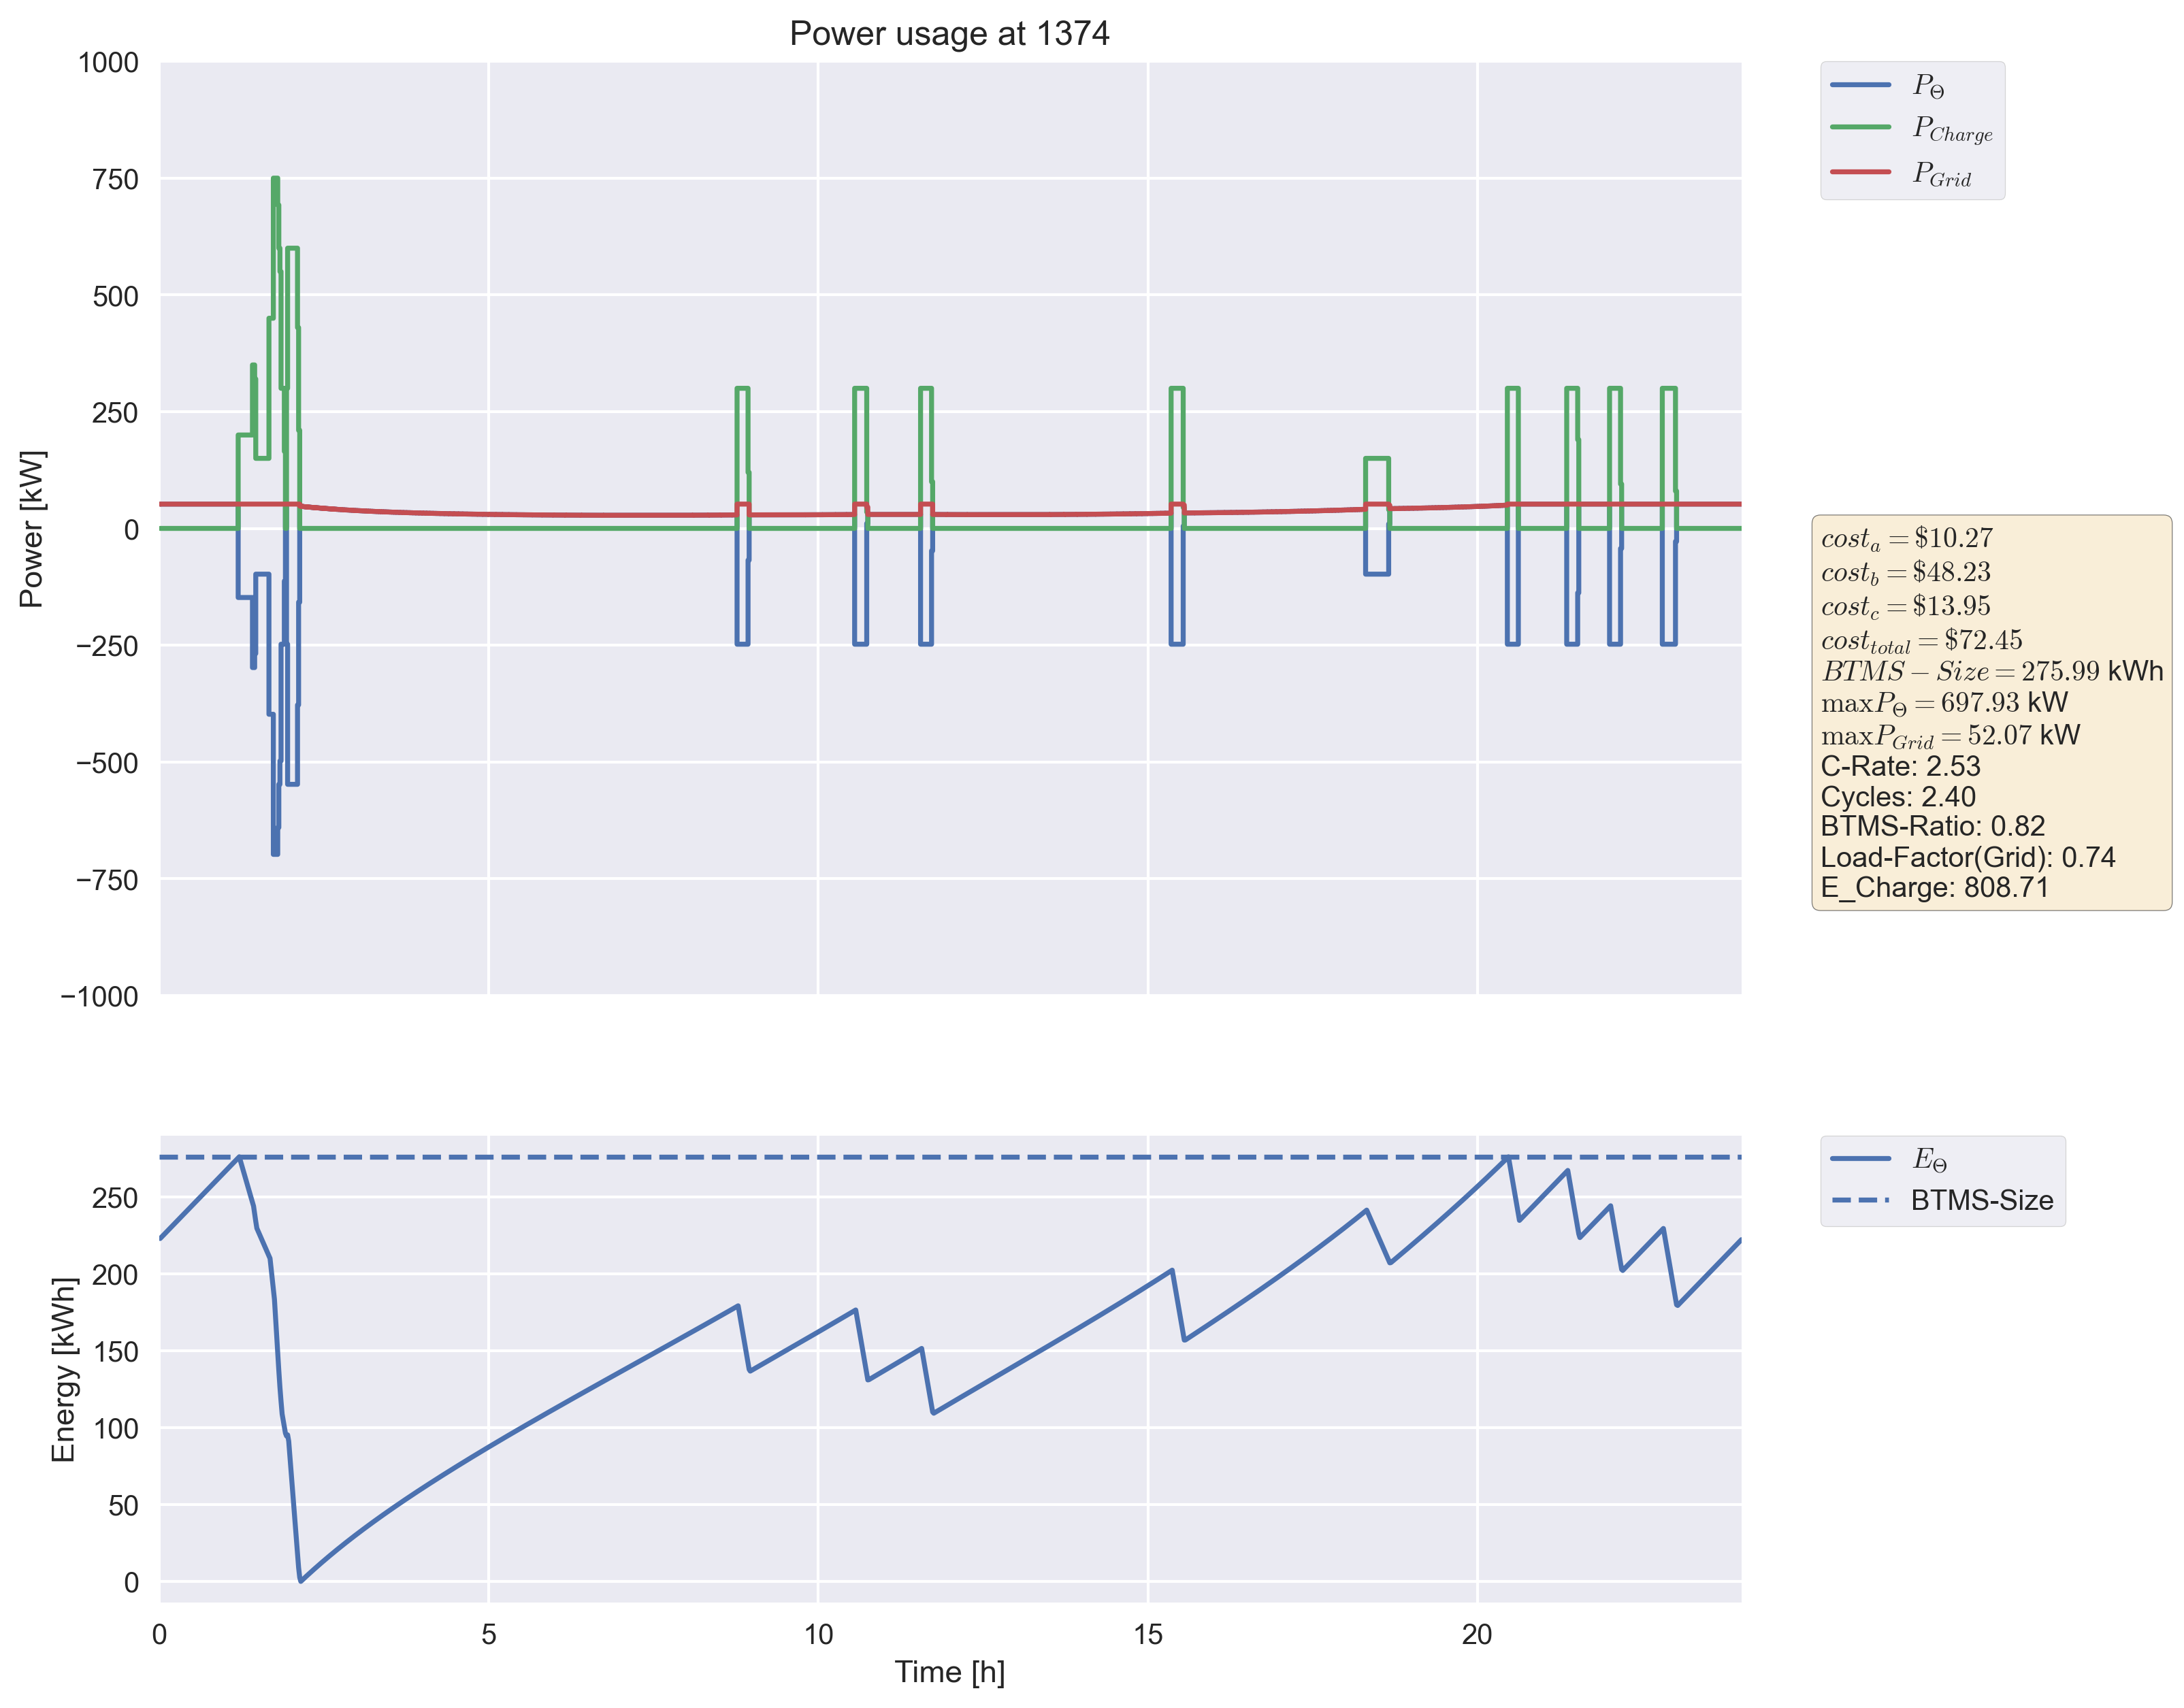 Power usage at 1374
1000
750
500
250
0
−250
−500
−750
−1000
Power [kW]
P_Θ
P_Charge
P_Grid
cost_a = $10.27
cost_b = $48.23
cost_c = $13.95
cost_total = $72.45
BTMS − Size = 275.99 kWh
maxP_Θ = 697.93 kW
maxP_Grid = 52.07 kW
C-Rate: 2.53
Cycles: 2.40
BTMS-Ratio: 0.82
Load-Factor(Grid): 0.74
E_Charge: 808.71
250
200
150
100
50
0
Energy [kWh]
E_Θ
BTMS-Size
0 5 10 15 20
Time [h]